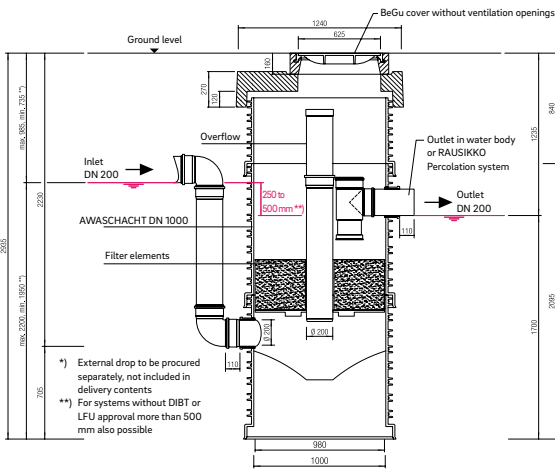 BeGu cover without ventilation openings
1240
625
Ground level
160
270
120
max. 985, min. 735 **)
840
1235
Overflow
Inlet
DN 200
Outlet in water body
or RAUSIKKO
Percolation system
Outlet
DN 200
250 to
500 mm **)
110
2230
2935
AWASCHACHT DN 1000
Filter elements
max. 2200, min. 1950 **)
2095
1700
Ø 200
Ø 200
110
705
*) External drop to be procured
separately, not included in
delivery contents
**) For systems without DIBT or
LFU approval more than 500
mm also possible
980
1000